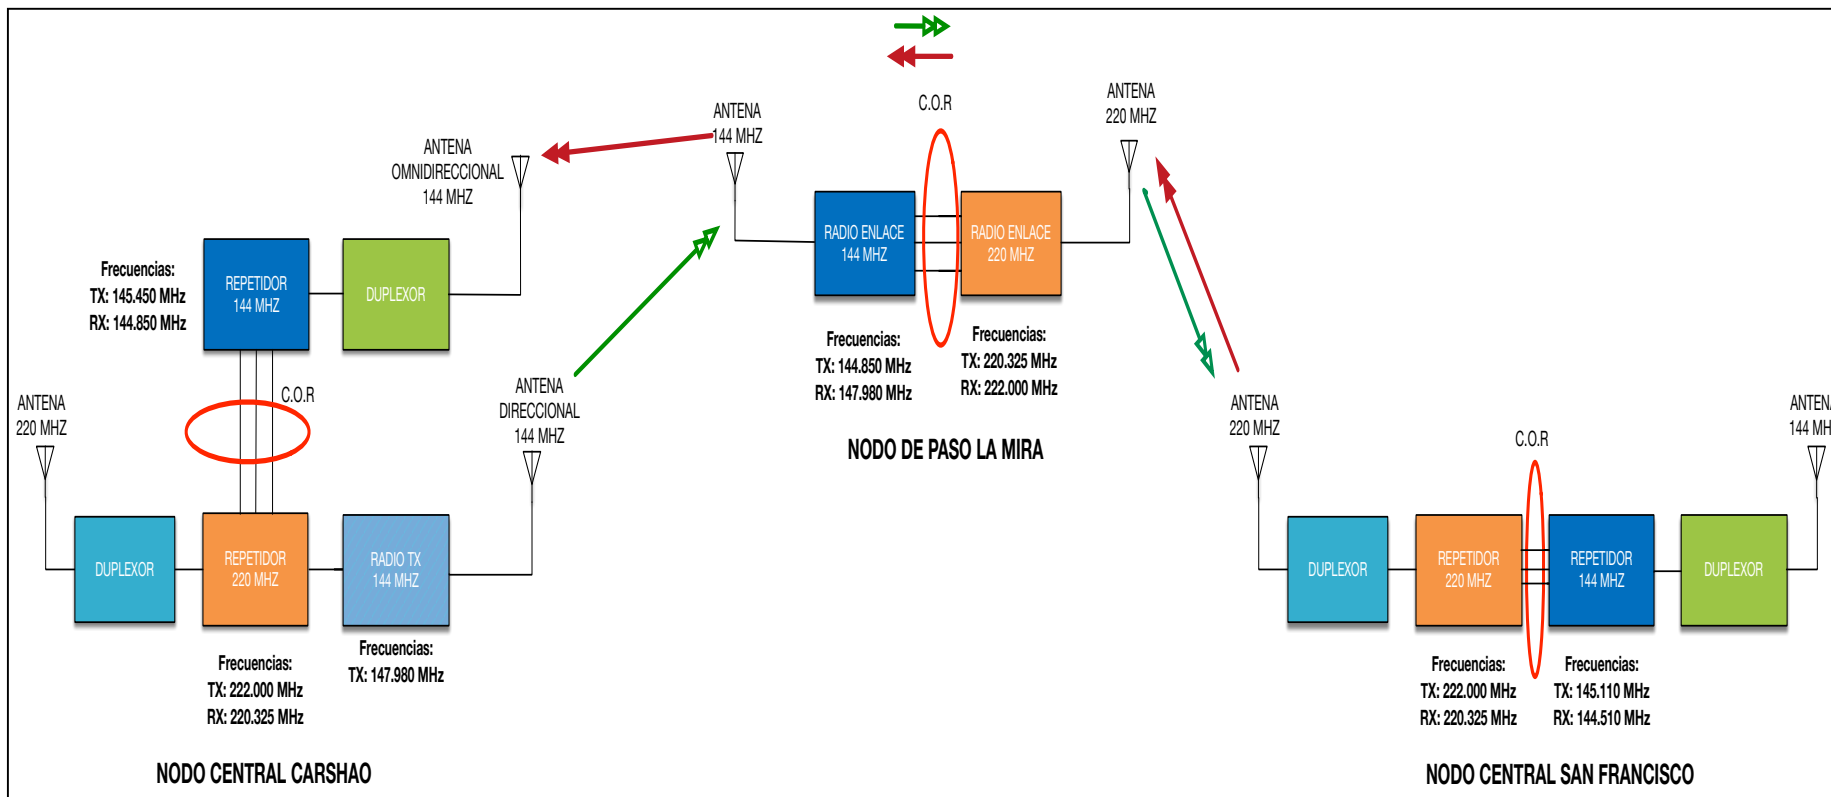 C.O.R
ANTENA
144 MHZ
ANTENA
220 MHZ
ANTENA
OMNIDIRECCIONAL
144 MHZ
REPETIDOR
144 MHZ
DUPLEXOR
Frecuencias:
TX: 145.450 MHz
RX: 144.850 MHz
RADIO ENLACE
144 MHZ
RADIO ENLACE
220 MHZ
Frecuencias:
TX: 144.850 MHz
RX: 147.980 MHz
Frecuencias:
TX: 220.325 MHz
RX: 222.000 MHz
NODO DE PASO LA MIRA
C.O.R
ANTENA
220 MHZ
ANTENA
DIRECCIONAL
144 MHZ
DUPLEXOR
REPETIDOR
220 MHZ
RADIO TX
144 MHZ
Frecuencias:
TX: 222.000 MHz
RX: 220.325 MHz
Frecuencias:
TX: 147.980 MHz
NODO CENTRAL CARSHAO
ANTENA
220 MHZ
C.O.R
ANTENA
144 MH
DUPLEXOR
REPETIDOR
220 MHZ
REPETIDOR
144 MHZ
DUPLEXOR
Frecuencias:
TX: 222.000 MHz
RX: 220.325 MHz
Frecuencias:
TX: 145.110 MHz
RX: 144.510 MHz
NODO CENTRAL SAN FRANCISCO